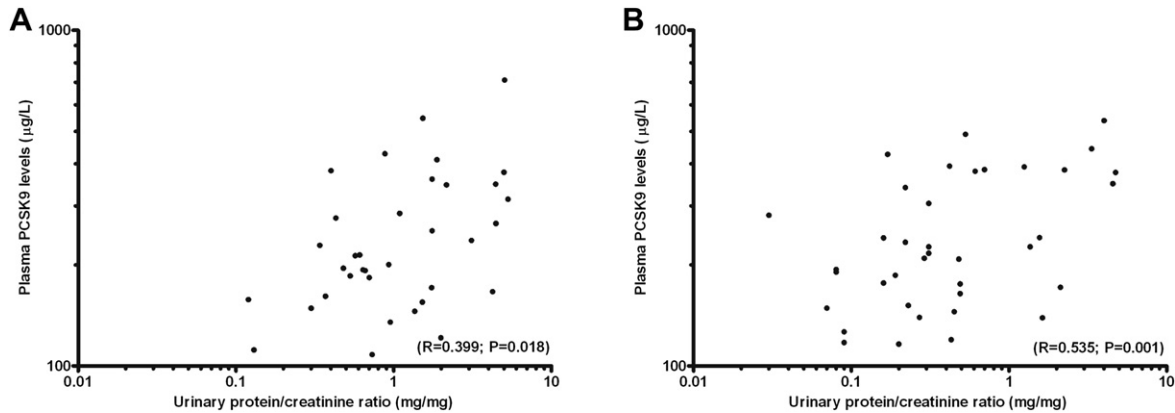 A
1000
Plasma PCSK9 levels (µg/L)
100
0.01
0.1
1
10
Urinary protein/creatinine ratio (mg/mg)
(R=0.399; P=0.018)
B
1000
Plasma PCSK9 levels (µg/L)
100
0.01
0.1
1
10
Urinary protein/creatinine ratio (mg/mg)
(R=0.535; P=0.001)